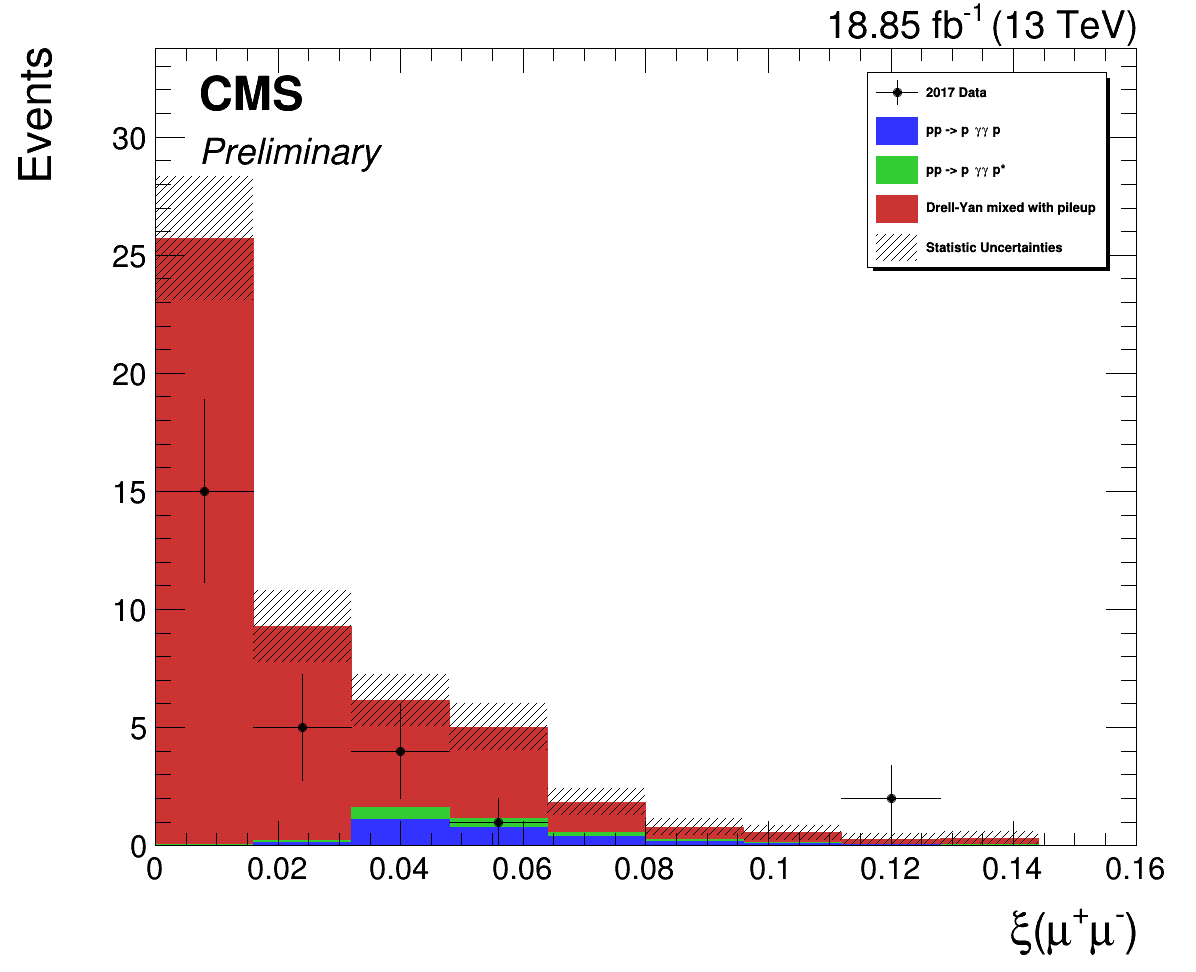 18.85 fb⁻¹ (13 TeV)
Events
CMS
Preliminary
2017 Data
pp -> p γγ p
pp -> p γγ p*
Drell-Yan mixed with pileup
Statistic Uncertainties
30
25
20
15
10
5
0
0 0.02 0.04 0.06 0.08 0.1 0.12 0.14 0.16
ξ(μ⁺μ⁻)